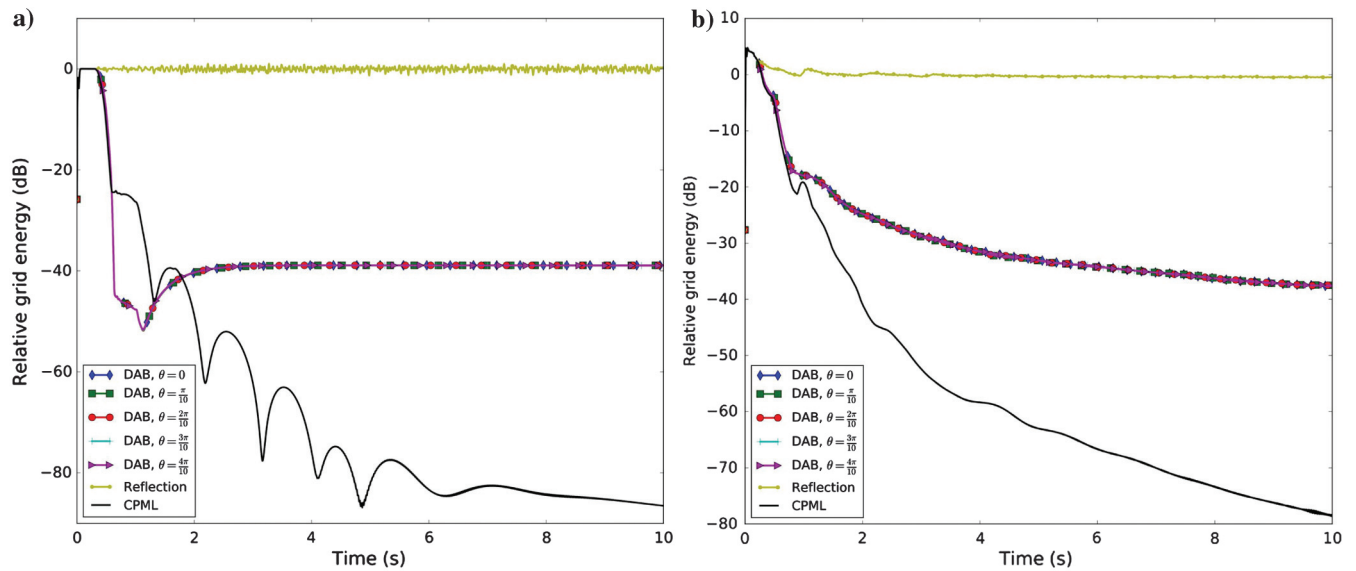 a)
Relative grid energy (dB)
0
−20
−40
−60
−80
0
2
4
6
8
10
Time (s)
DAB, θ = 0
DAB, θ = π/10
DAB, θ = 2π/10
DAB, θ = 3π/10
DAB, θ = 4π/10
Reflection
CPML
b)
Relative grid energy (dB)
10
0
−10
−20
−30
−40
−50
−60
−70
−80
0
2
4
6
8
10
Time (s)
DAB, θ = 0
DAB, θ = π/10
DAB, θ = 2π/10
DAB, θ = 3π/10
DAB, θ = 4π/10
Reflection
CPML